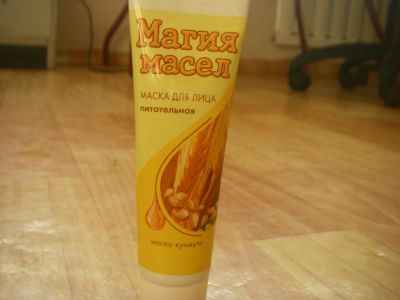 Магия
масел
МАСКА ДЛЯ ЛИЦА
питательная
масло кунжута